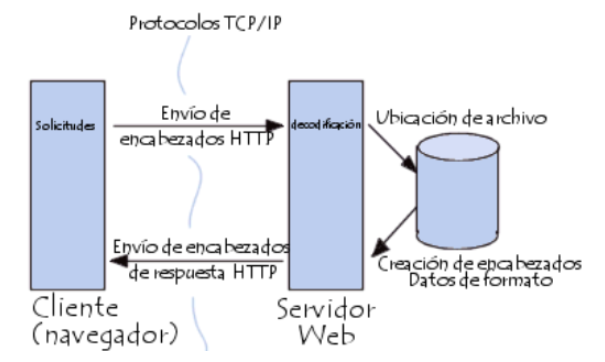 Protocolos TCP/IP
Solicitudes
Envío de
encabezados HTTP
decodificación
Ubicación de archivo
Envío de encabezados
de respuesta HTTP
Creación de encabezados
Datos de formato
Cliente
(navegador)
Servidor
Web